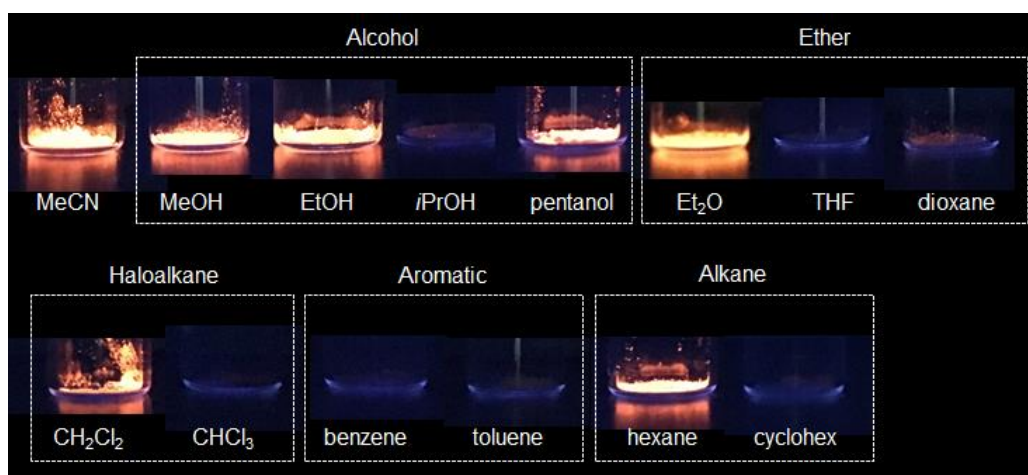 Alcohol
Ether
MeCN MeOH EtOH iPrOH pentanol Et₂O THF dioxane
Haloalkane Aromatic Alkane
CH₂Cl₂ CHCl₃ benzene toluene hexane cyclohex